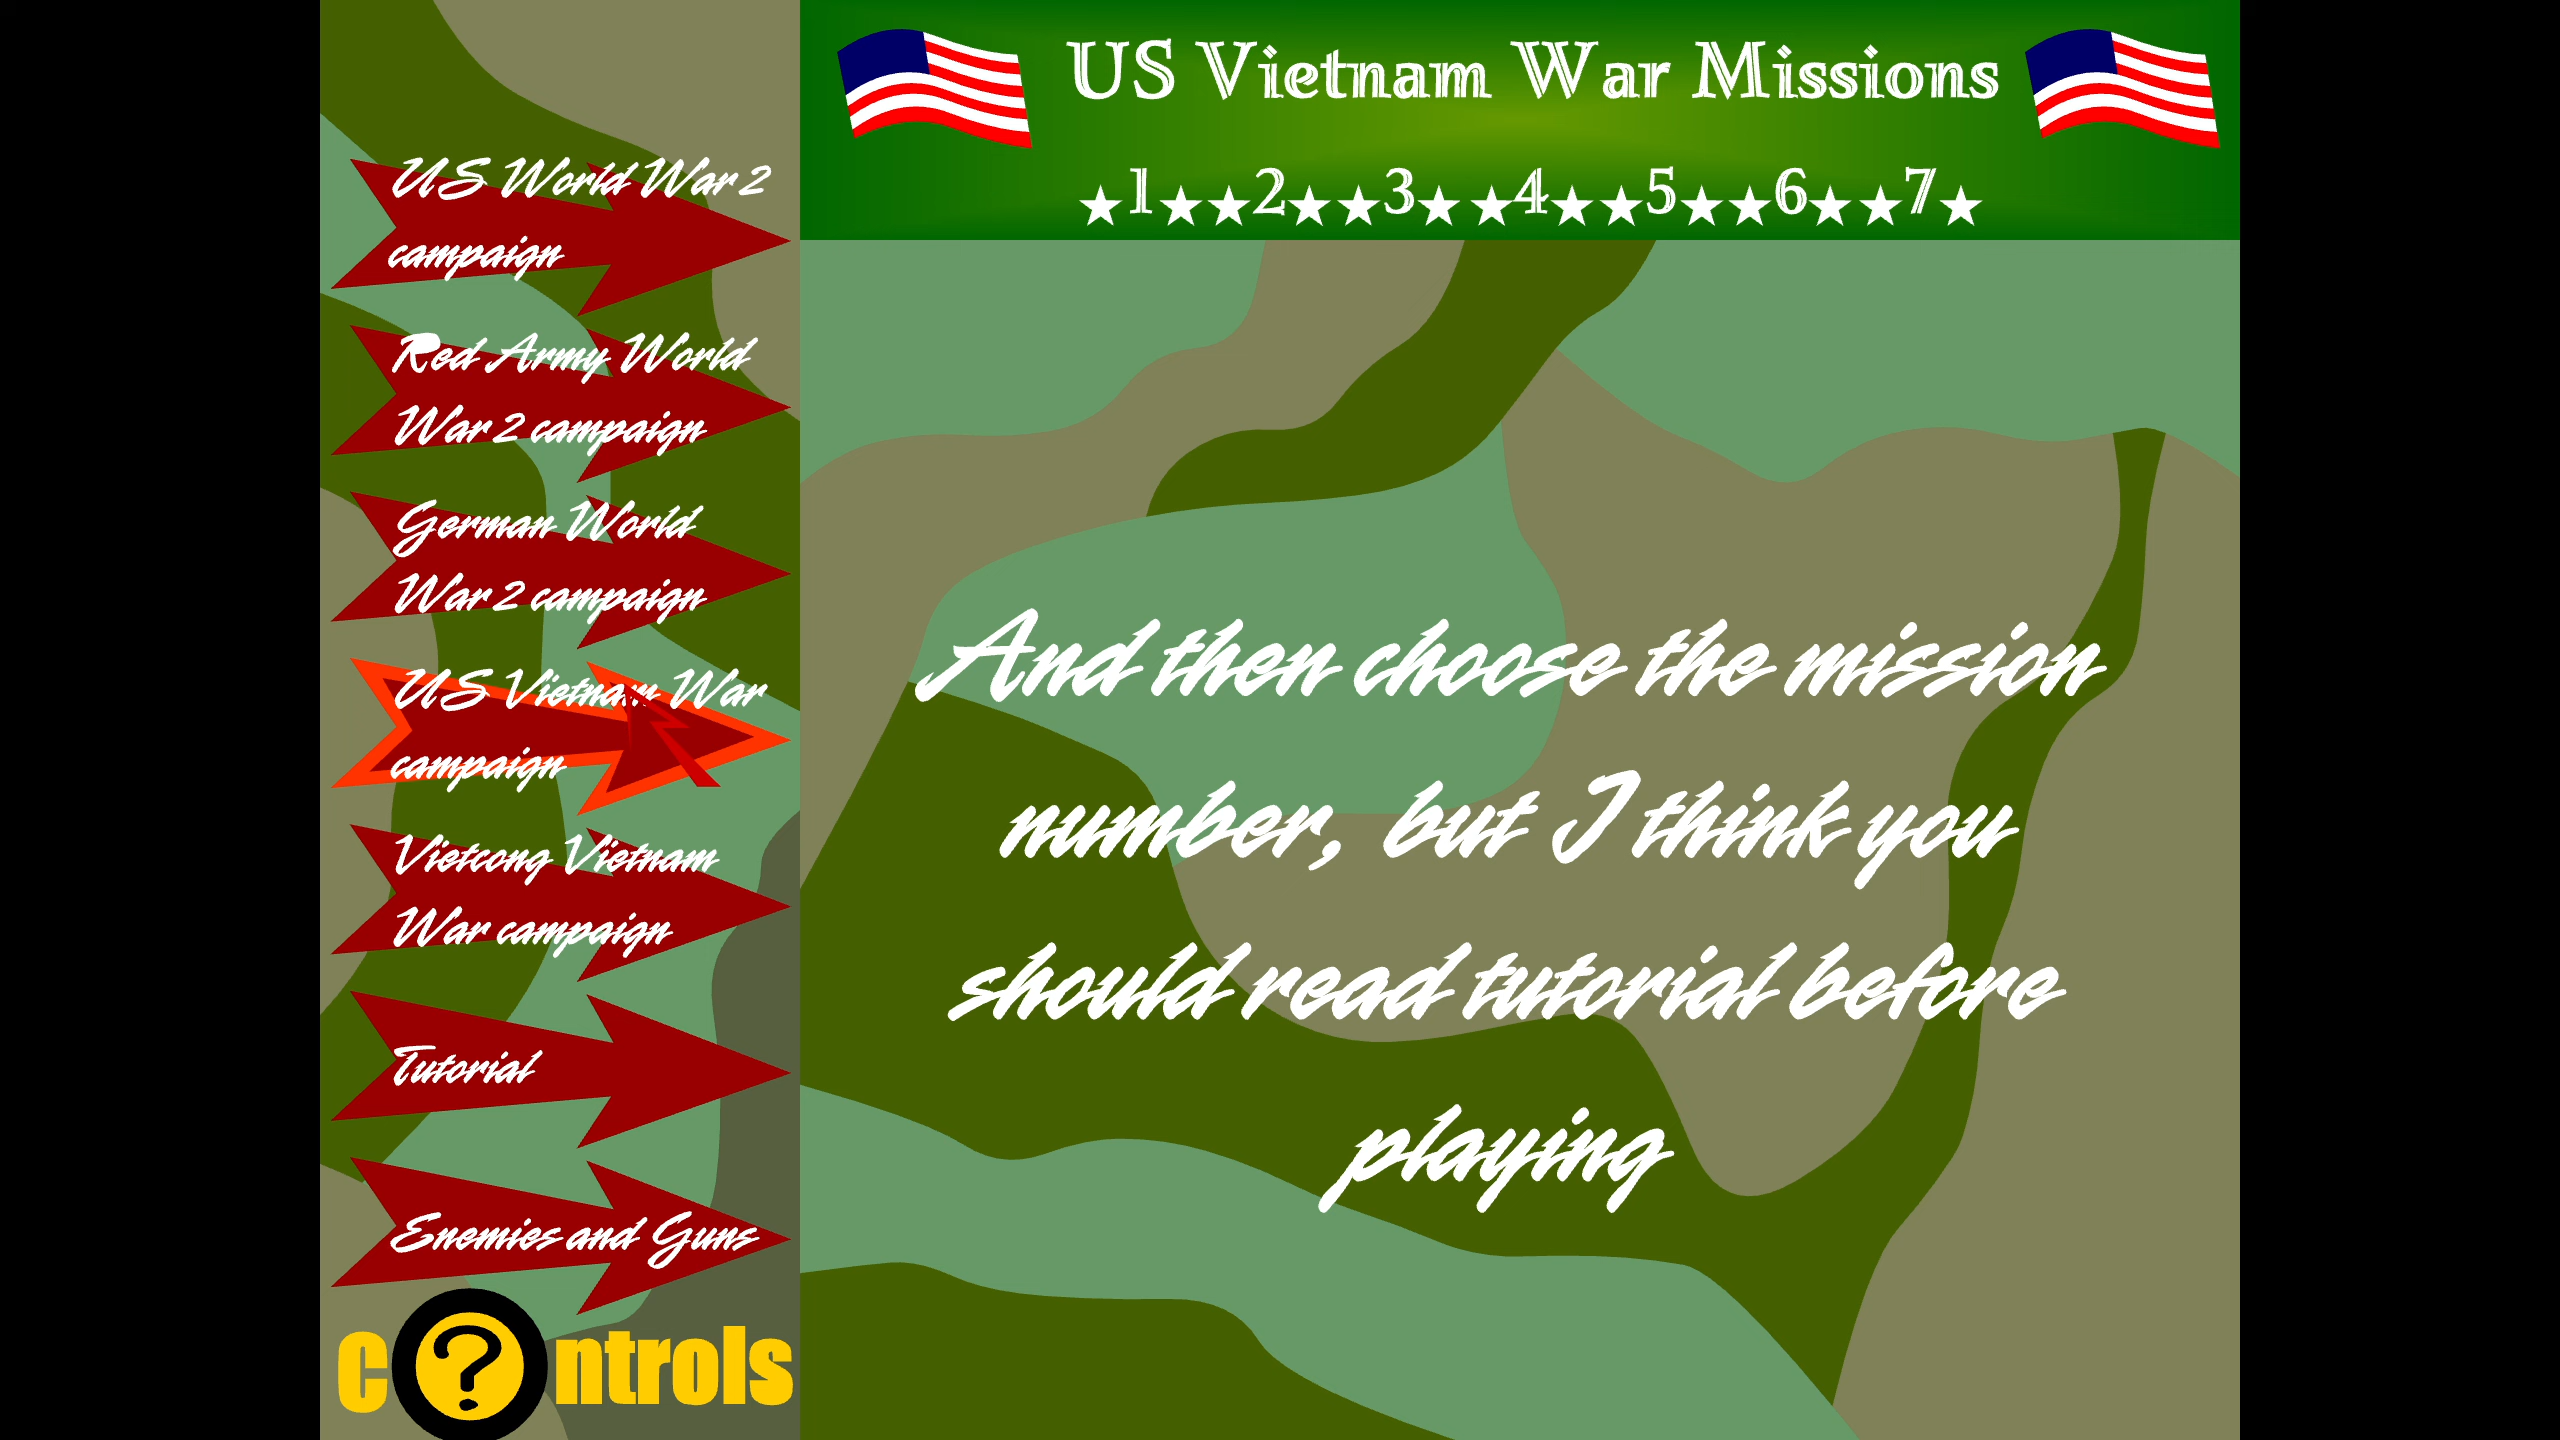 US World War 2
campaign
Red Army World
War 2 campaign
German World
War 2 campaign
US Vietnam War
campaign
Vietcong Vietnam
War campaign
Tutorial
Enemies and Guns
c?ntrols
US Vietnam War Missions
★1★★2★★3★★4★★5★★6★★7★
And then choose the mission
number, but I think you
should read tutorial before
playing